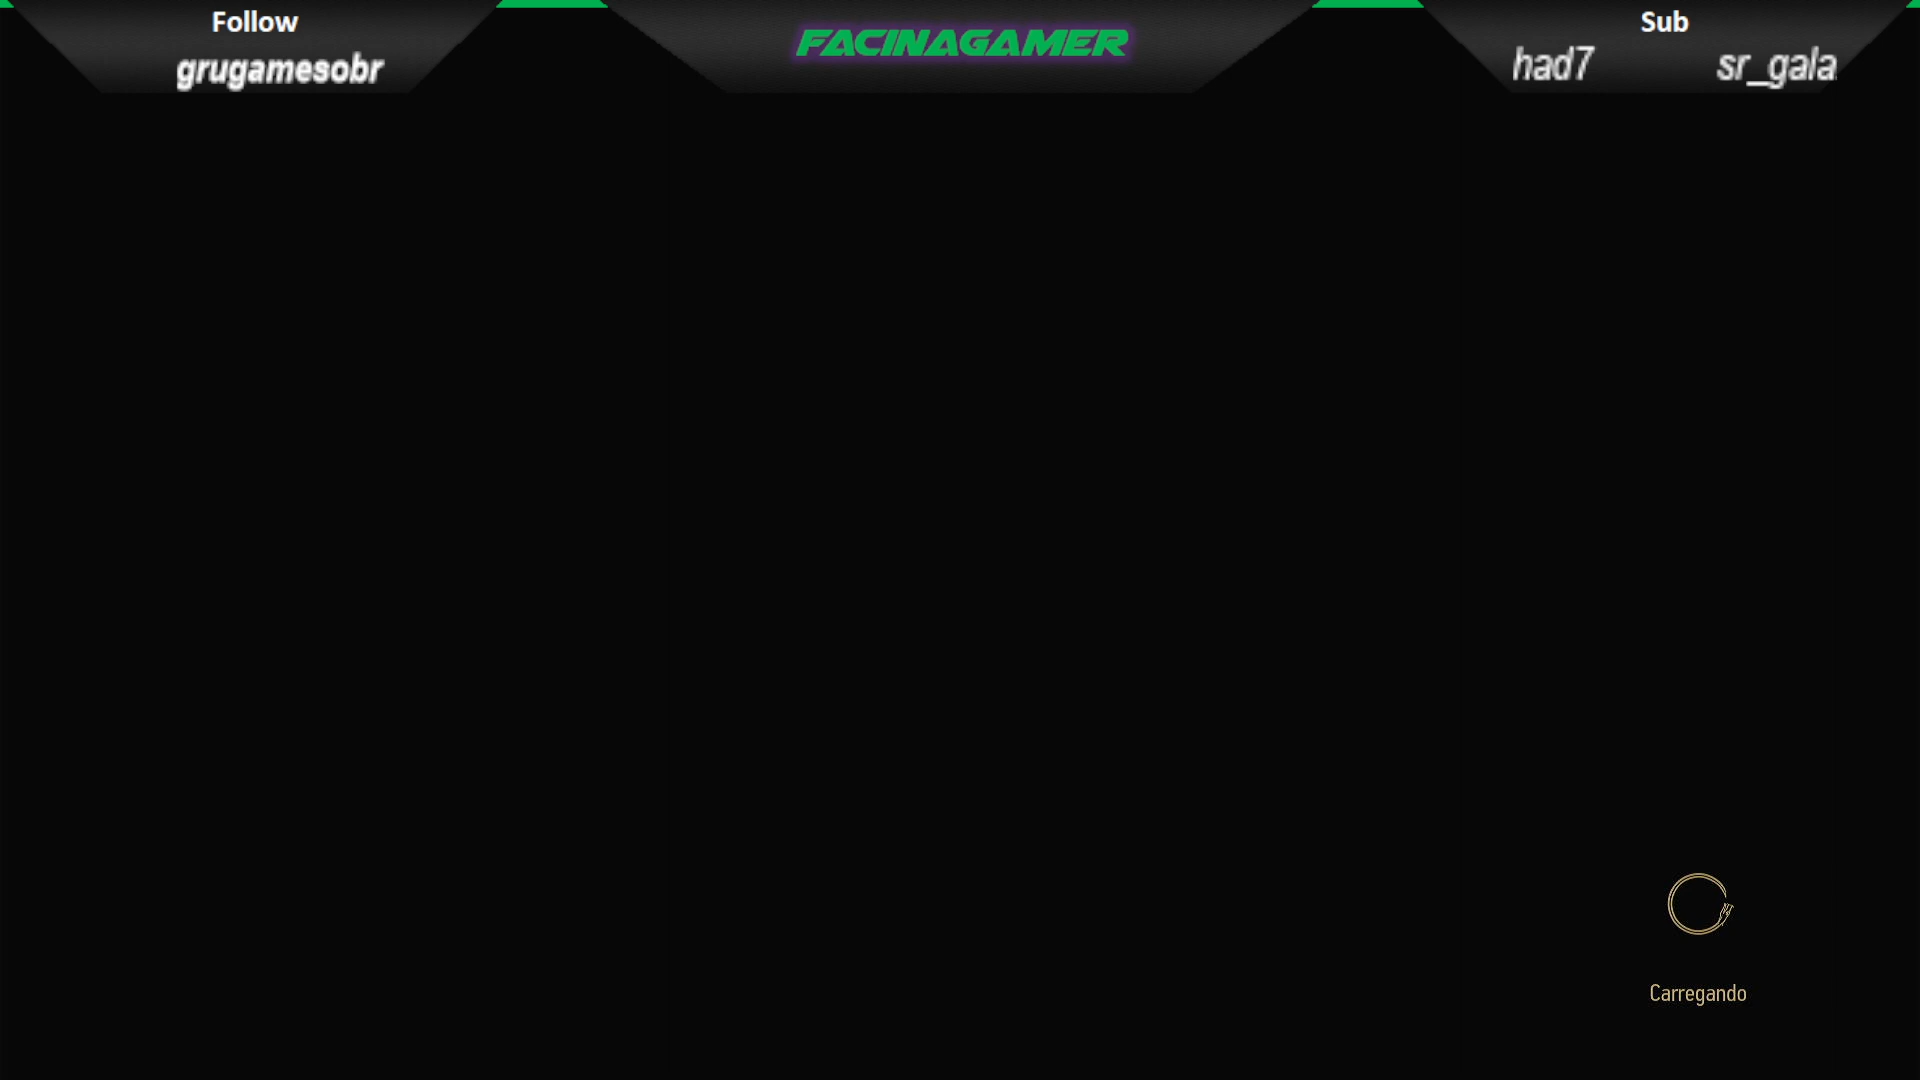 Follow
grugamesobr
FACINAGAMER
Sub
had7 sr_gala
Carregando